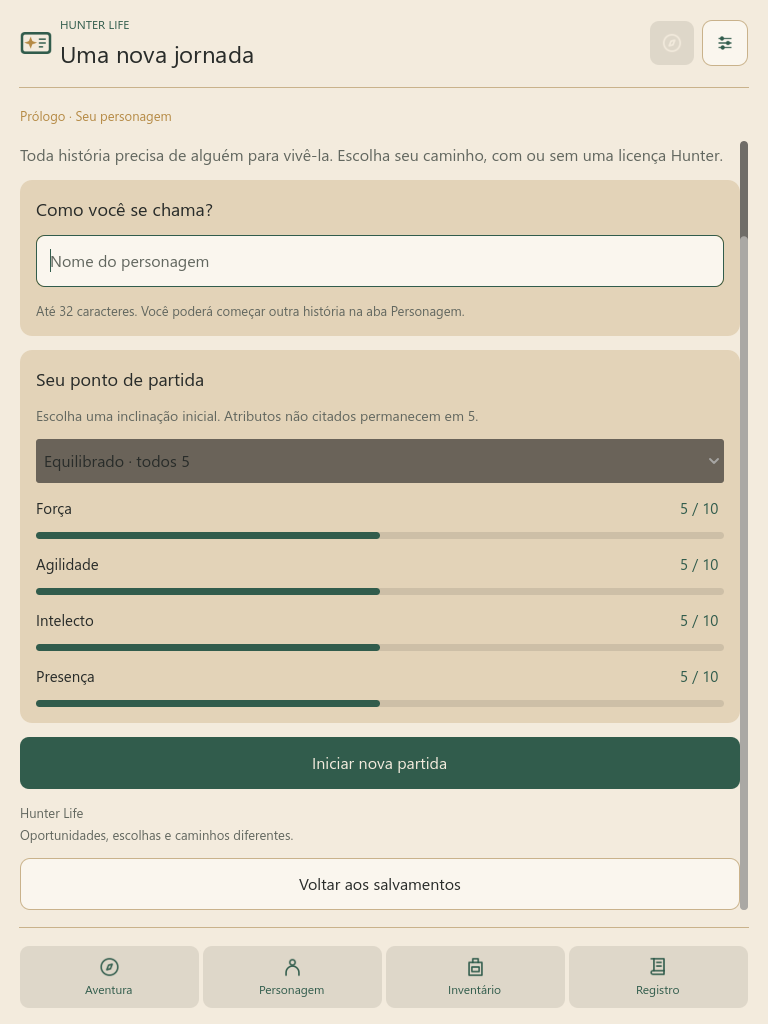 HUNTER LIFE
Uma nova jornada
Prólogo · Seu personagem
Toda história precisa de alguém para vivê-la. Escolha seu caminho, com ou sem uma licença Hunter.
Como você se chama?
Nome do personagem
Até 32 caracteres. Você poderá começar outra história na aba Personagem.
Seu ponto de partida
Escolha uma inclinação inicial. Atributos não citados permanecem em 5.
Equilibrado · todos 5
Força 5 / 10
Agilidade 5 / 10
Intelecto 5 / 10
Presença 5 / 10
Iniciar nova partida
Hunter Life
Oportunidades, escolhas e caminhos diferentes.
Voltar aos salvamentos
Aventura Personagem Inventário Registro